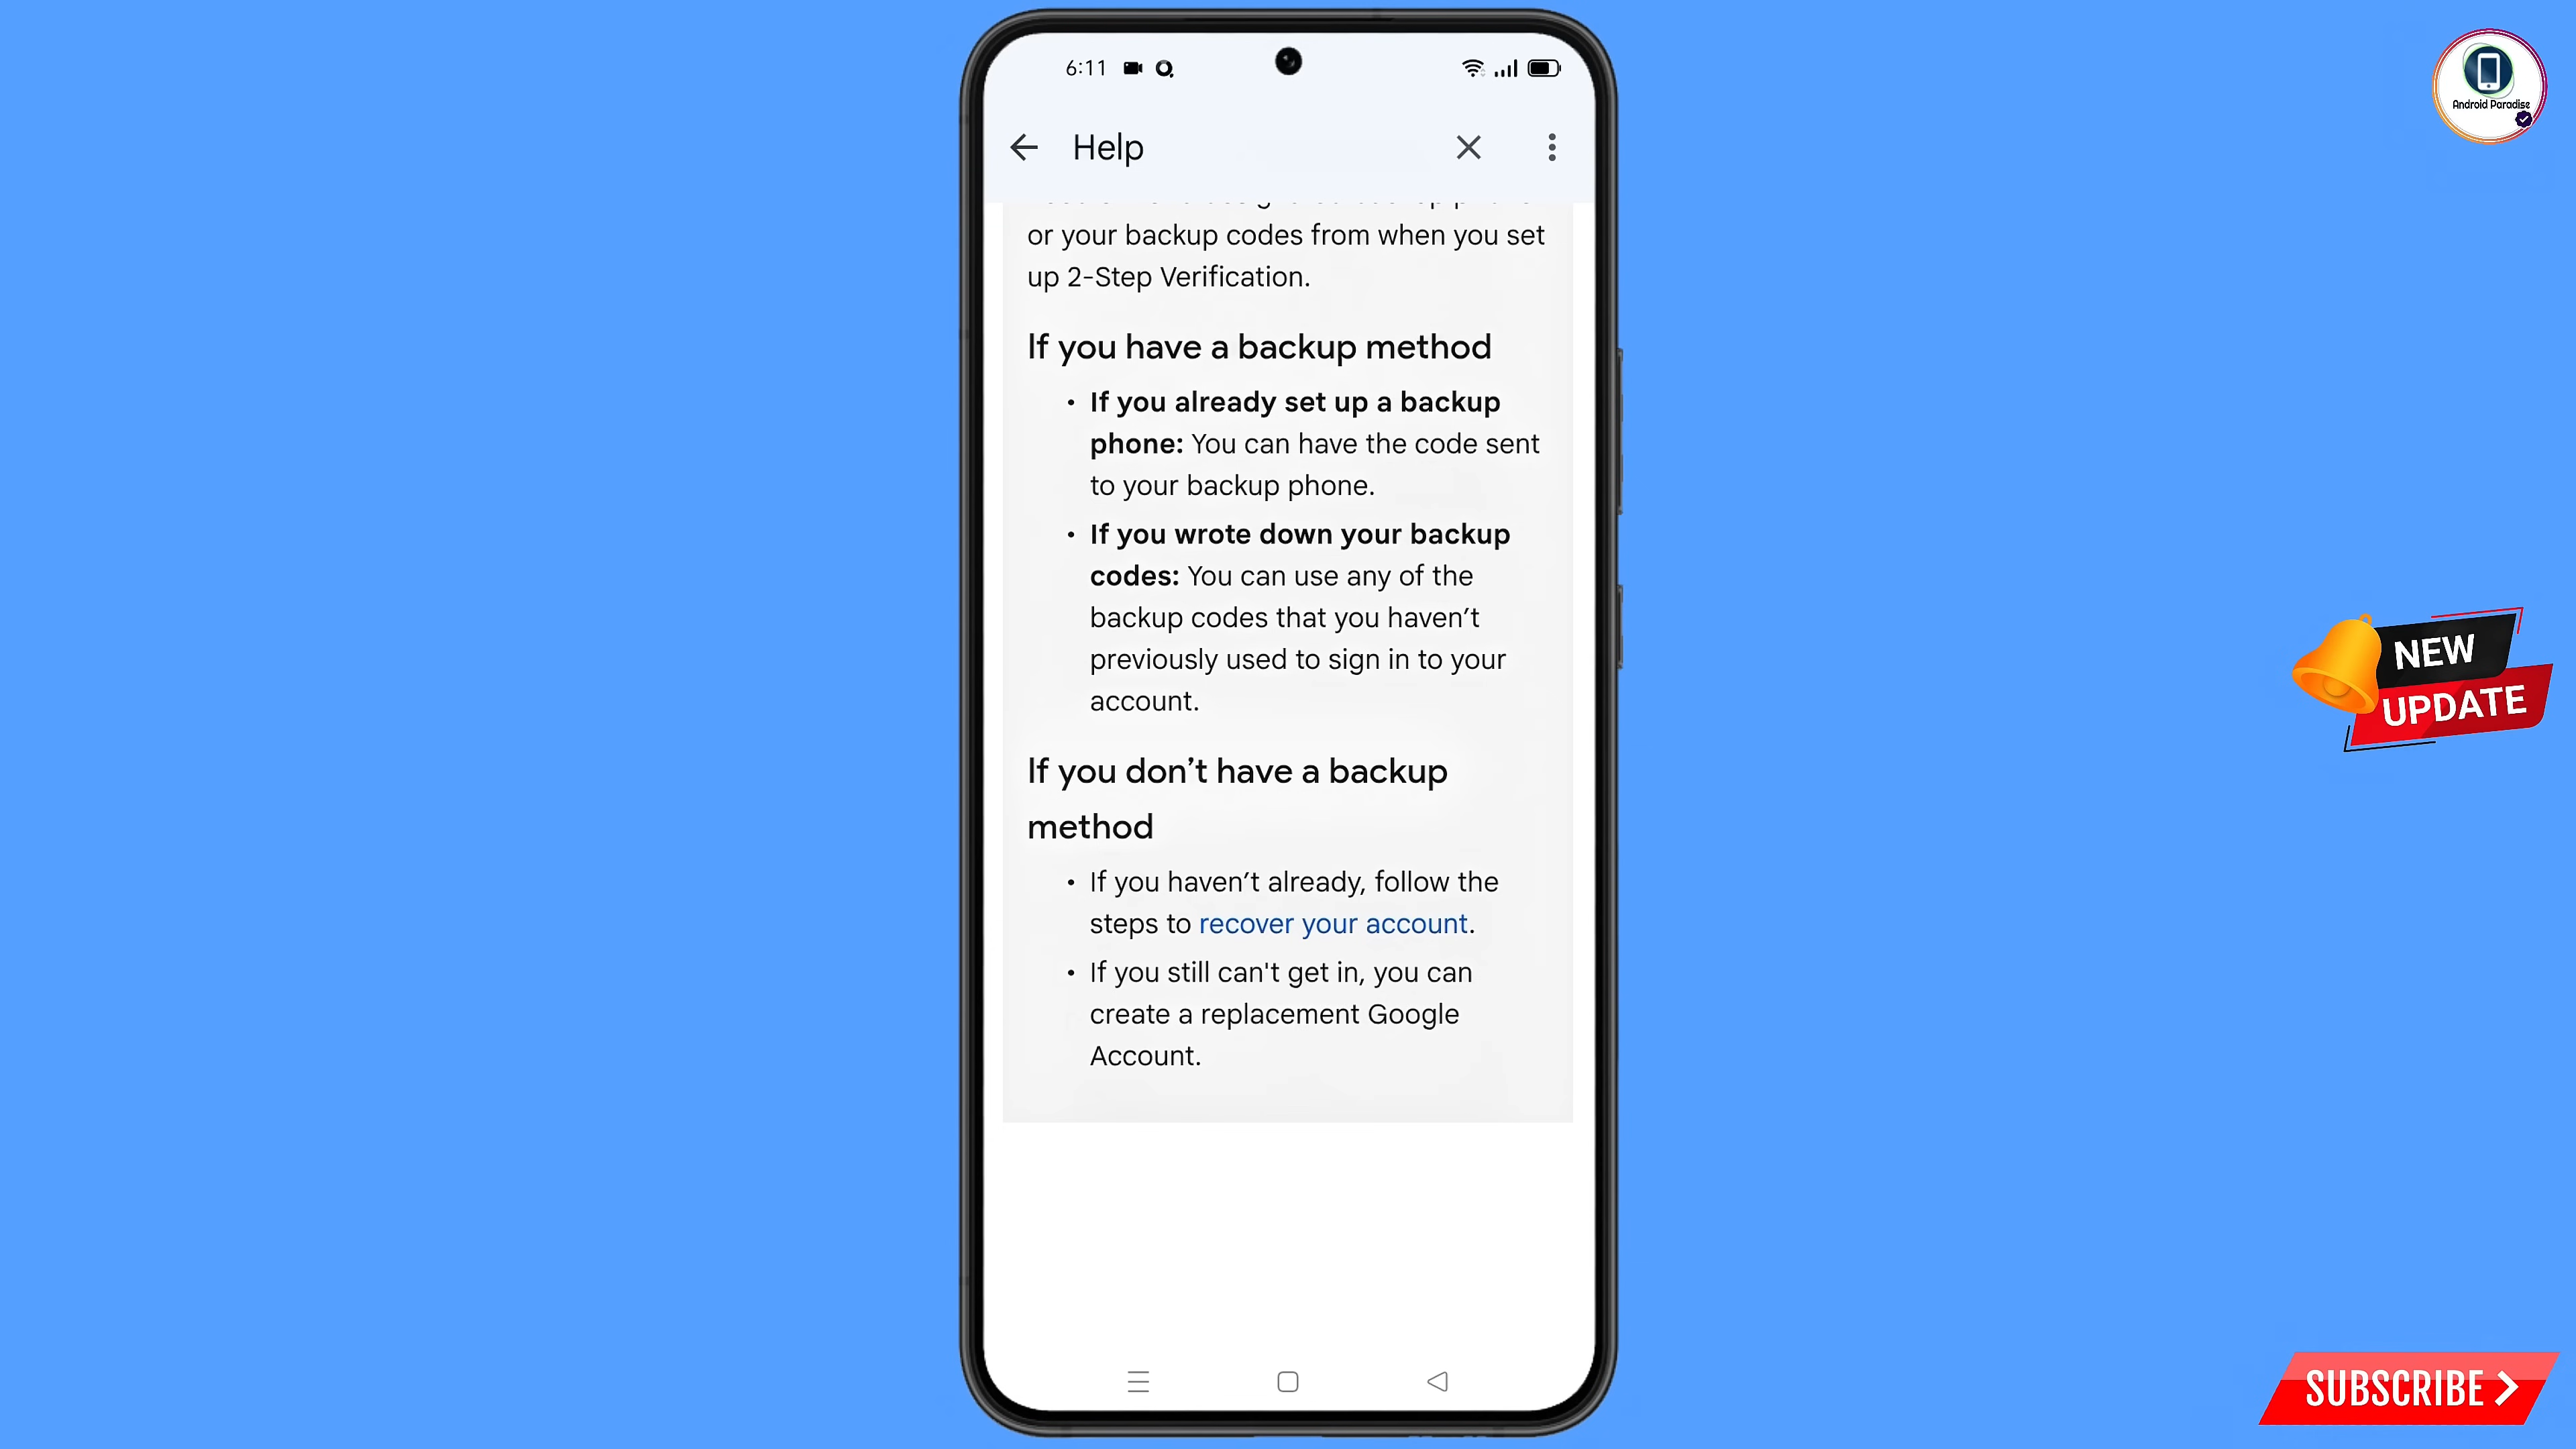 6:11
Android Paradise
Help
or your backup codes from when you set
up 2-Step Verification.
If you have a backup method
• If you already set up a backup
phone: You can have the code sent
to your backup phone.
• If you wrote down your backup
codes: You can use any of the
backup codes that you haven’t
previously used to sign in to your
account.
NEW
UPDATE
If you don’t have a backup
method
• If you haven’t already, follow the
steps to recover your account.
• If you still can't get in, you can
create a replacement Google
Account.
SUBSCRIBE